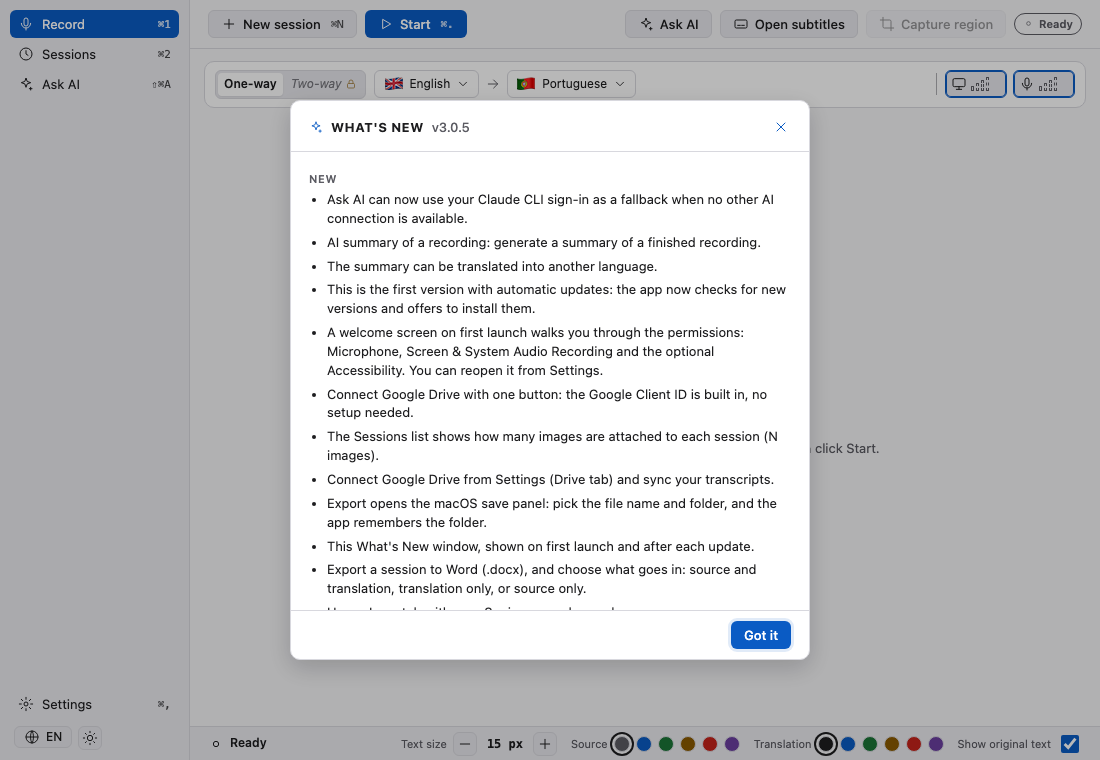 Record ⌘1
New session ⌘N
Start ⌘.
Ask AI
Open subtitles
Capture region
Ready
Sessions ⌘2
Ask AI ⇧⌘A
One-way
Two-way
English
Portuguese
WHAT'S NEW v3.0.5
NEW
• Ask AI can now use your Claude CLI sign-in as a fallback when no other AI
connection is available.
• AI summary of a recording: generate a summary of a finished recording.
• The summary can be translated into another language.
• This is the first version with automatic updates: the app now checks for new
versions and offers to install them.
• A welcome screen on first launch walks you through the permissions:
Microphone, Screen & System Audio Recording and the optional
Accessibility. You can reopen it from Settings.
• Connect Google Drive with one button: the Google Client ID is built in, no
setup needed.
• The Sessions list shows how many images are attached to each session (N
images).
click Start.
• Connect Google Drive from Settings (Drive tab) and sync your transcripts.
• Export opens the macOS save panel: pick the file name and folder, and the
app remembers the folder.
• This What's New window, shown on first launch and after each update.
• Export a session to Word (.docx), and choose what goes in: source and
translation, translation only, or source only.
Got it
Settings ⌘,
EN
Ready
Text size
15 px
Source
Translation
Show original text